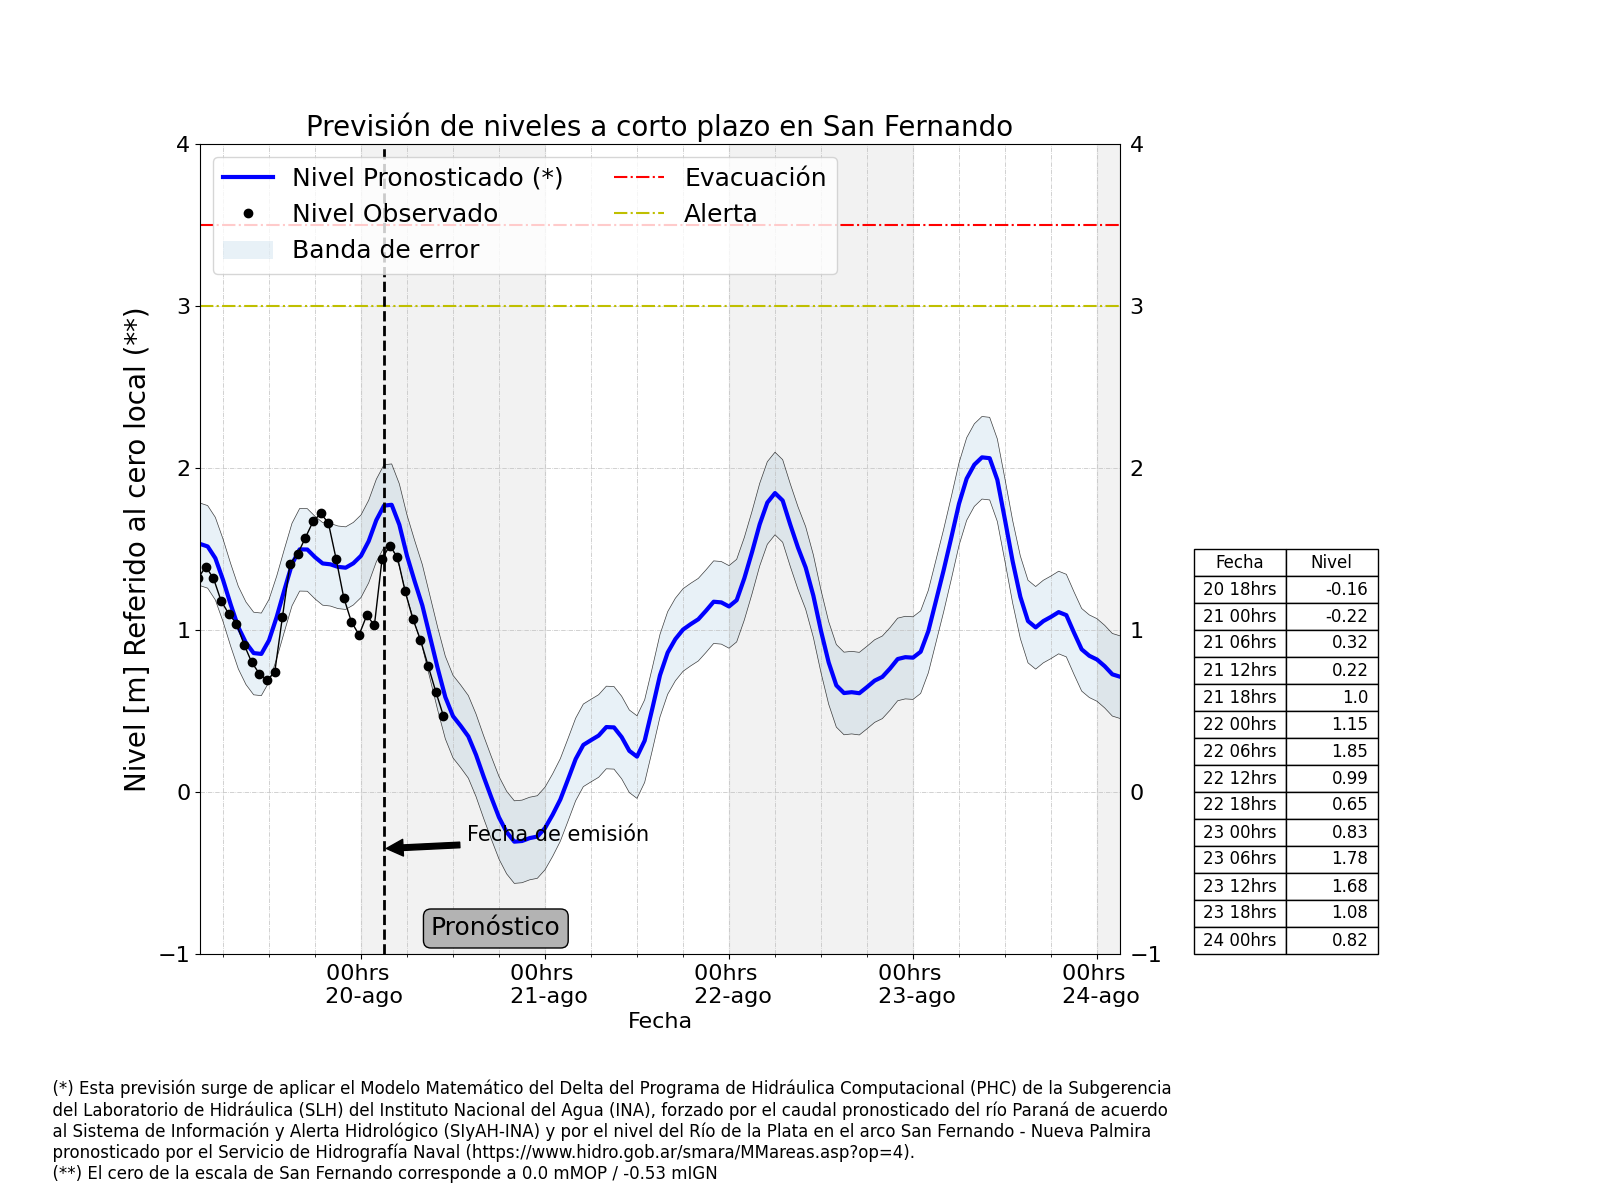 Previsión de niveles a corto plazo en San Fernando
Nivel Pronosticado (*)
Nivel Observado
Banda de error
Evacuación
Alerta
Nivel [m] Referido al cero local (**)
4
3
2
1
0
−1
4
3
2
1
0
−1
Fecha de emisión
Pronóstico
00hrs
20-ago
00hrs
21-ago
00hrs
22-ago
00hrs
23-ago
00hrs
24-ago
Fecha
Fecha Nivel
20 18hrs -0.16
21 00hrs -0.22
21 06hrs 0.32
21 12hrs 0.22
21 18hrs 1.0
22 00hrs 1.15
22 06hrs 1.85
22 12hrs 0.99
22 18hrs 0.65
23 00hrs 0.83
23 06hrs 1.78
23 12hrs 1.68
23 18hrs 1.08
24 00hrs 0.82
(*) Esta previsión surge de aplicar el Modelo Matemático del Delta del Programa de Hidráulica Computacional (PHC) de la Subgerencia
del Laboratorio de Hidráulica (SLH) del Instituto Nacional del Agua (INA), forzado por el caudal pronosticado del río Paraná de acuerdo
al Sistema de Información y Alerta Hidrológico (SIyAH-INA) y por el nivel del Río de la Plata en el arco San Fernando - Nueva Palmira
pronosticado por el Servicio de Hidrografía Naval (https://www.hidro.gob.ar/smara/MMareas.asp?op=4).
(**) El cero de la escala de San Fernando corresponde a 0.0 mMOP / -0.53 mIGN